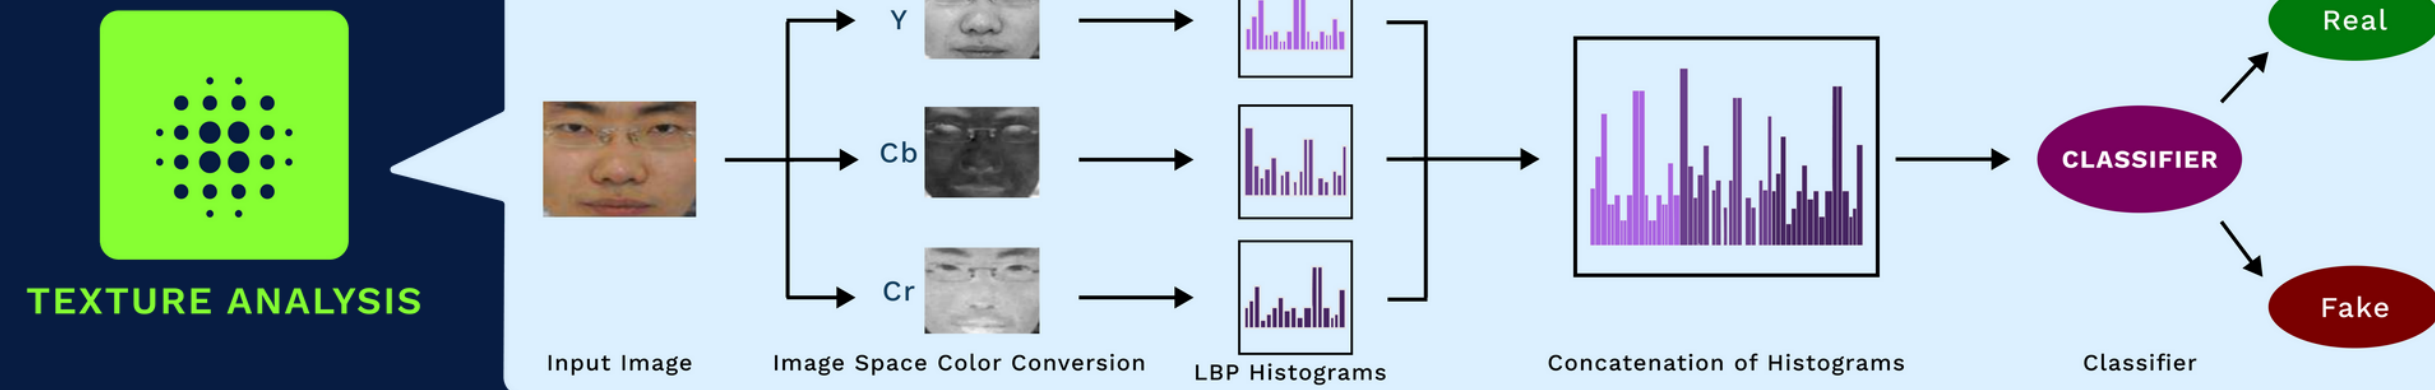 TEXTURE ANALYSIS
Y
Cb
Cr
Input Image
Image Space Color Conversion
LBP Histograms
Concatenation of Histograms
CLASSIFIER
Classifier
Real
Fake